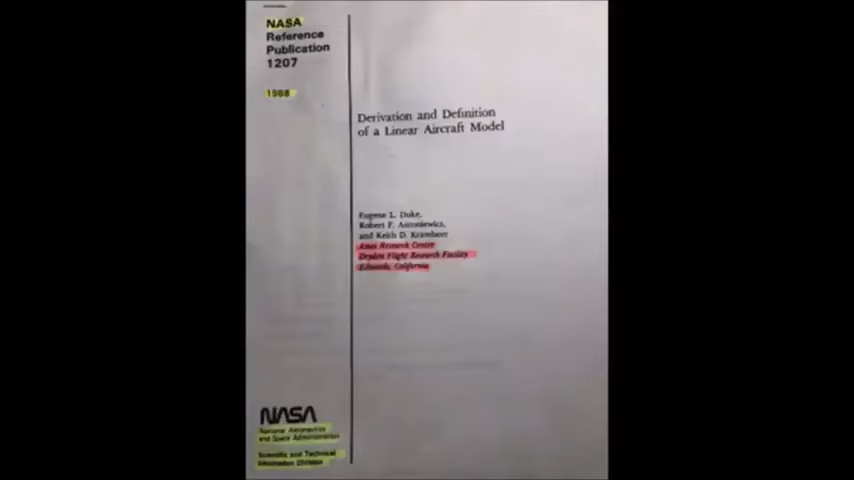 NASA
Reference
Publication
1207
1988
Derivation and Definition
of a Linear Aircraft Model
Eugene L. Duke,
Robert F. Antoniewicz,
and Keith D. Krambeer
Ames Research Center
Dryden Flight Research Facility
Edwards, California
NASA
National Aeronautics
and Space Administration
Scientific and Technical
Information Division